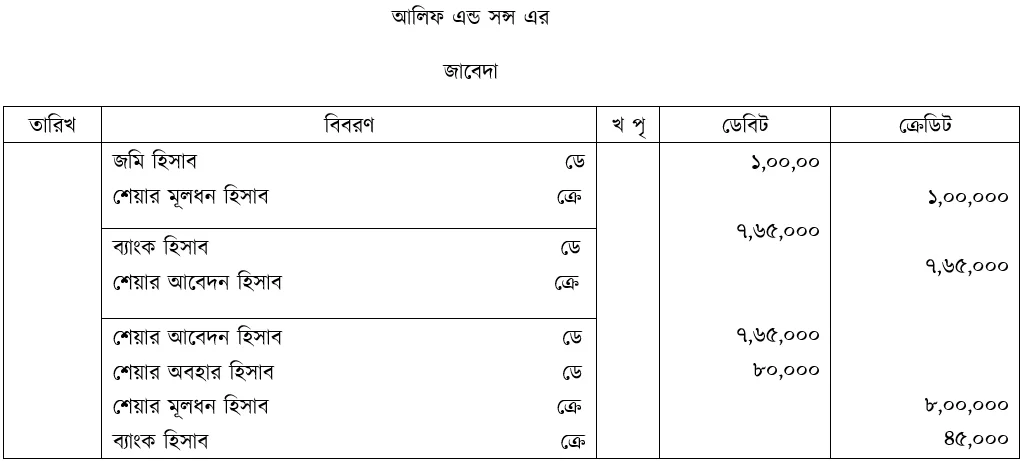 আলিফ এন্ড সন্স এর
জাবেদা
তারিখ বিবরণ খ পৃ ডেবিট ক্রেডিট
জমি হিসাব ডে ১,০০,০০
শেয়ার মূলধন হিসাব ক্রে ১,০০,০০০
ব্যাংক হিসাব ডে ৭,৬৫,০০০
শেয়ার আবেদন হিসাব ক্রে ৭,৬৫,০০০
শেয়ার আবেদন হিসাব ডে ৭,৬৫,০০০
শেয়ার অবহার হিসাব ডে ৮০,০০০
শেয়ার মূলধন হিসাব ক্রে ৮,০০,০০০
ব্যাংক হিসাব ক্রে ৪৫,০০০